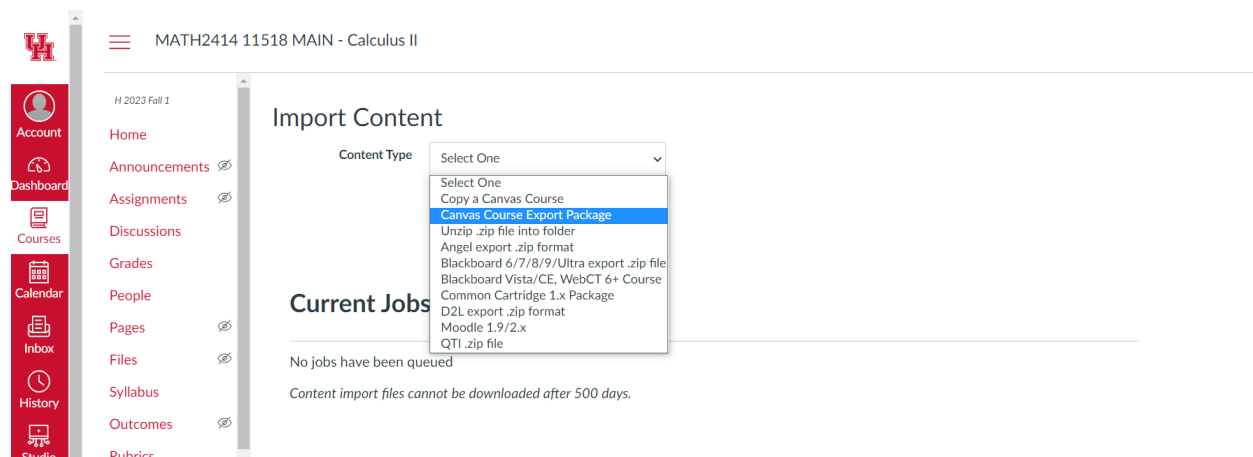 UH
MATH2414 11518 MAIN - Calculus II
Account
Dashboard
Courses
Calendar
Inbox
History
Studio
H 2023 Fall 1
Home
Announcements
Assignments
Discussions
Grades
People
Pages
Files
Syllabus
Outcomes
Rubrics
Import Content
Content Type
Select One
Select One
Copy a Canvas Course
Canvas Course Export Package
Unzip .zip file into folder
Angel export .zip format
Blackboard 6/7/8/9/Ultra export .zip file
Blackboard Vista/CE, WebCT 6+ Course
Common Cartridge 1.x Package
D2L export .zip format
Moodle 1.9/2.x
QTI .zip file
Current Jobs
No jobs have been queued
Content import files cannot be downloaded after 500 days.